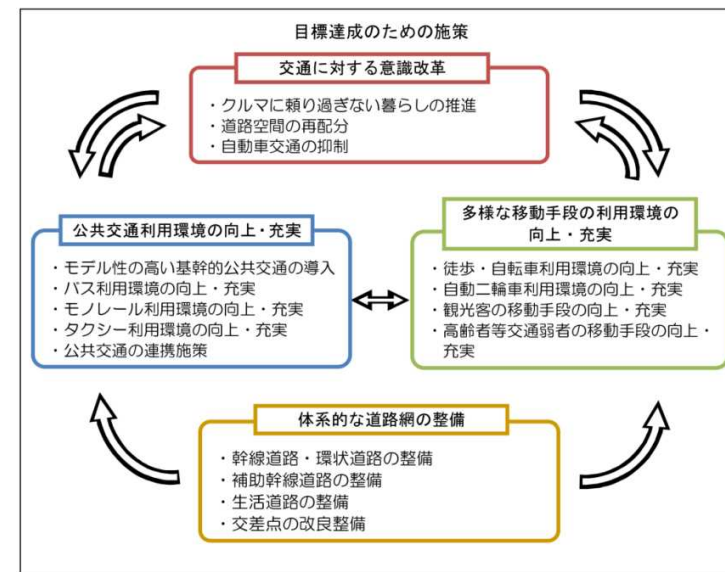 目標達成のための施策
交通に対する意識改革
・クルマに頼り過ぎない暮らしの推進
・道路空間の再配分
・自動車交通の抑制
公共交通利用環境の向上・充実
・モデル性の高い基幹的公共交通の導入
・バス利用環境の向上・充実
・モノレール利用環境の向上・充実
・タクシー利用環境の向上・充実
・公共交通の連携施策
多様な移動手段の利用環境の
向上・充実
・徒歩・自転車利用環境の向上・充実
・自動二輪車利用環境の向上・充実
・観光客の移動手段の向上・充実
・高齢者等交通弱者の移動手段の向上・
充実
体系的な道路網の整備
・幹線道路・環状道路の整備
・補助幹線道路の整備
・生活道路の整備
・交差点の改良整備